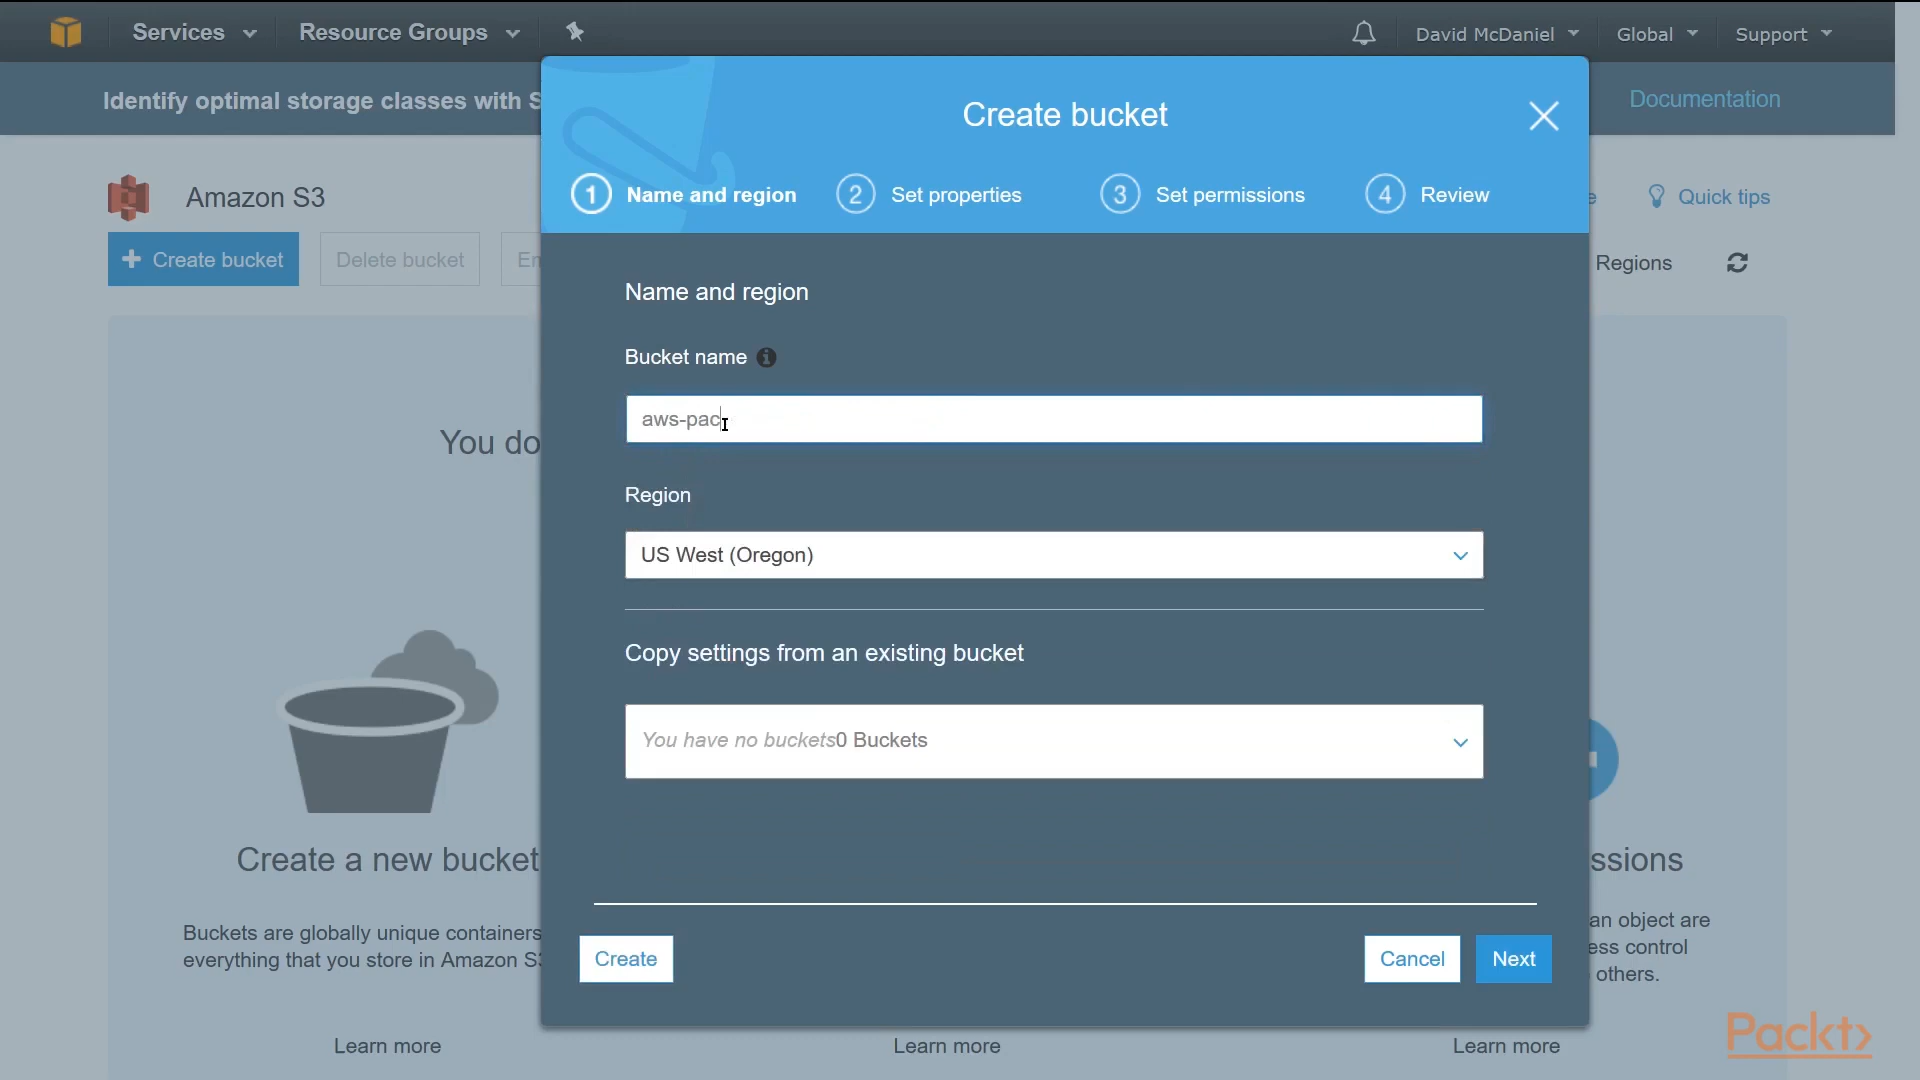 Services
Resource Groups
David McDaniel
Global
Support
Identify optimal storage classes with S
Documentation
Create bucket
1 Name and region
2 Set properties
3 Set permissions
4 Review
Amazon S3
Quick tips
Create bucket
Delete bucket
En
Regions
Name and region
Bucket name
aws-pac
Region
US West (Oregon)
Copy settings from an existing bucket
You have no buckets0 Buckets
Create
Cancel
Next
You do
Create a new bucket
Buckets are globally unique containers
everything that you store in Amazon S3
Learn more
Learn more
ssions
an object are
ess control
others.
Learn more
Packt>